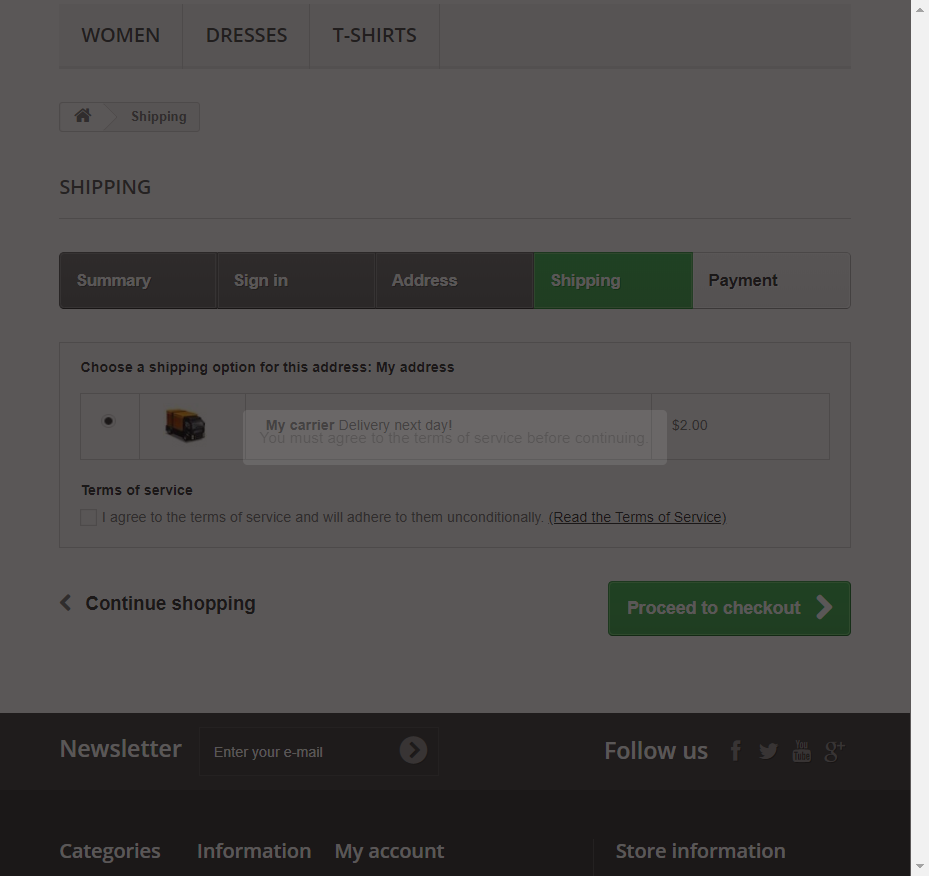 WOMEN DRESSES T-SHIRTS
Shipping
SHIPPING
Summary Sign in Address Shipping Payment
Choose a shipping option for this address: My address
My carrier Delivery next day! $2.00
You must agree to the terms of service before continuing
Terms of service
I agree to the terms of service and will adhere to them unconditionally. (Read the Terms of Service)
Continue shopping Proceed to checkout
Newsletter Enter your e-mail Follow us f You Tube g+
Categories Information My account Store information